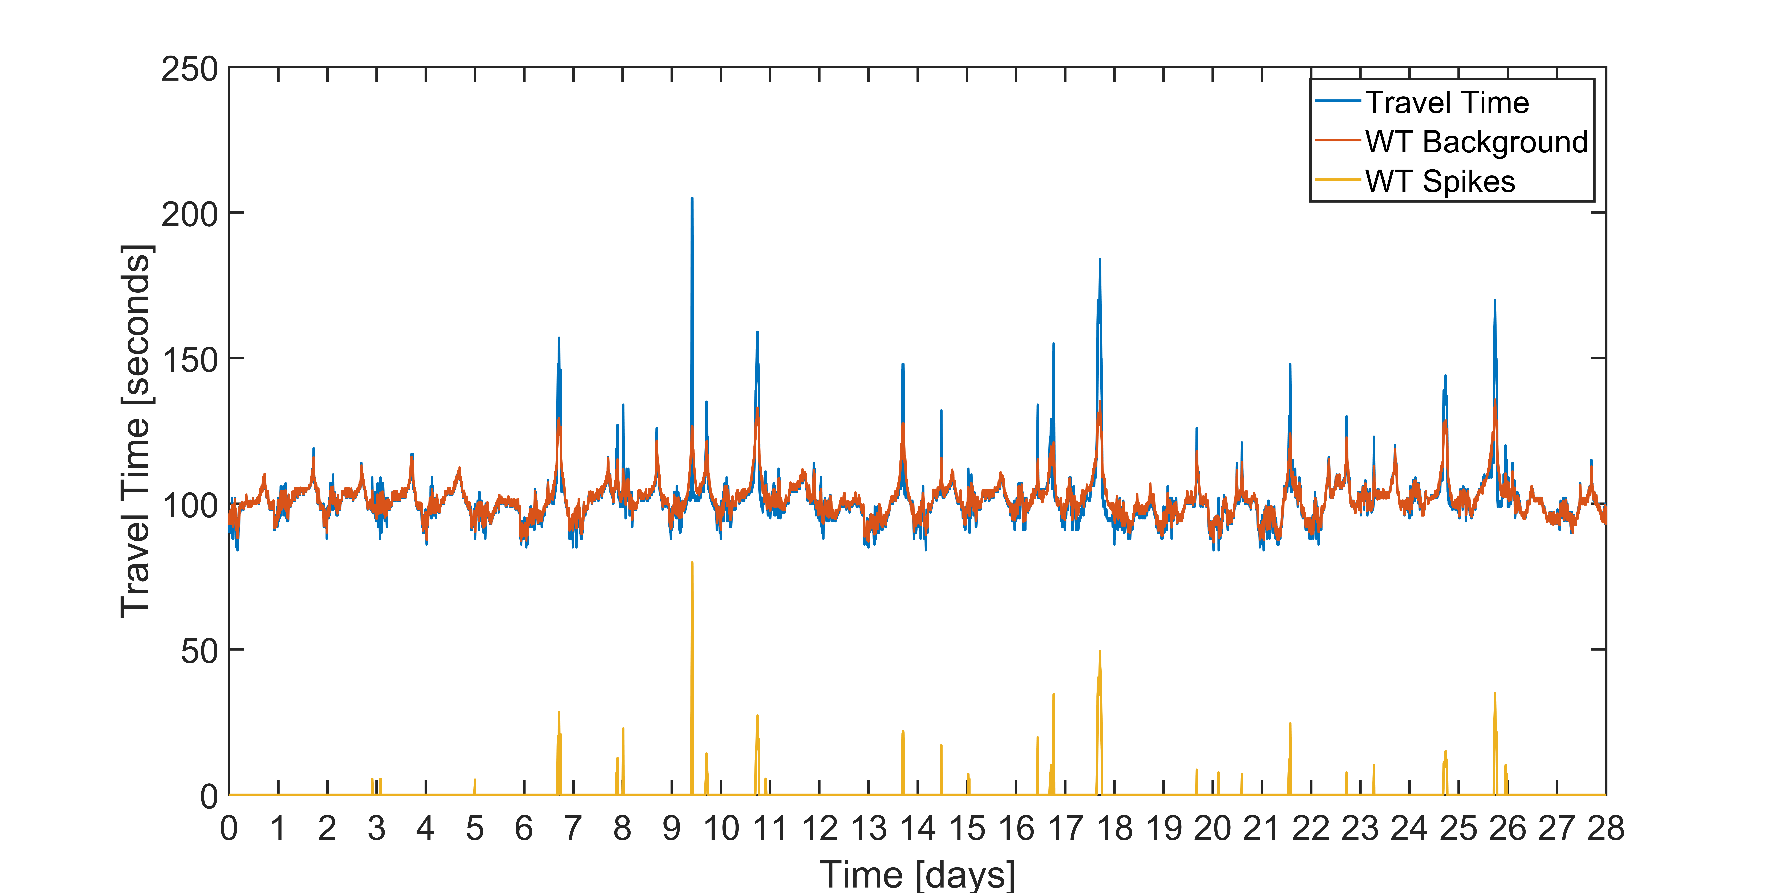 250
200
150
100
50
0
Travel Time [seconds]
Travel Time
WT Background
WT Spikes
0 1 2 3 4 5 6 7 8 9 10 11 12 13 14 15 16 17 18 19 20 21 22 23 24 25 26 27 28
Time [days]